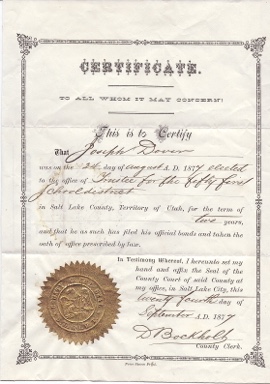 CERTIFICATE.
TO ALL WHOM IT MAY CONCERN:
This is to Certify
That Joseph Dover
was on the 2nd day of August A. D. 1877 elected
to the office of Trustee for the fifty first
School district
in Salt Lake County, Territory of Utah, for the term of
two years,
and that he as such has filed his official bonds and taken the
oath of office prescribed by law.
In Testimony Whereof, I hereunto set my
hand and affix the Seal of the
County Court of said County at my
office, in Salt Lake City, this
twenty fourth day of
September A. D. 1877
D Bockholt
County Clerk.